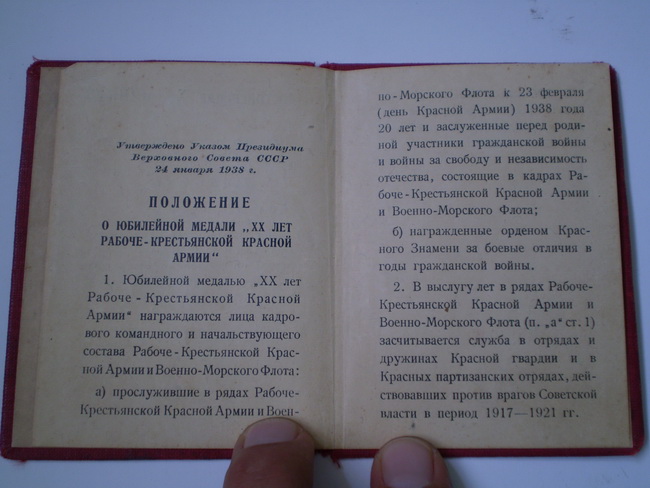 Утверждено Указом Президиума
Верховного Совета СССР
24 января 1938 г.
ПОЛОЖЕНИЕ
О ЮБИЛЕЙНОЙ МЕДАЛИ „XX ЛЕТ
РАБОЧЕ-КРЕСТЬЯНСКОЙ КРАСНОЙ
АРМИИ“
1. Юбилейной медалью „XX лет
Рабоче-Крестьянской Красной
Армии“ награждаются лица кадро-
вого командного и начальствующего
состава Рабоче-Крестьянской Крас-
ной Армии и Военно-Морского Флота:
а) прослужившие в рядах Рабоче-
Крестьянской Красной Армии и Воен-
но-Морского Флота к 23 февраля
(день Красной Армии) 1938 года
20 лет и заслуженные перед роди-
ной участники гражданской войны
и войны за свободу и независимость
отечества, состоящие в кадрах Ра-
боче-Крестьянской Красной Армии
и Военно-Морского Флота;
б) награжденные орденом Крас-
ного Знамени за боевые отличия в
годы гражданской войны.
2. В выслугу лет в рядах Рабоче-
Крестьянской Красной Армии и
Военно-Морского Флота (п. „а“ ст. 1)
засчитывается служба в отрядах и
дружинах Красной гвардии и в
Красных партизанских отрядах, дей-
ствовавших против врагов Советской
власти в период 1917—1921 гг.